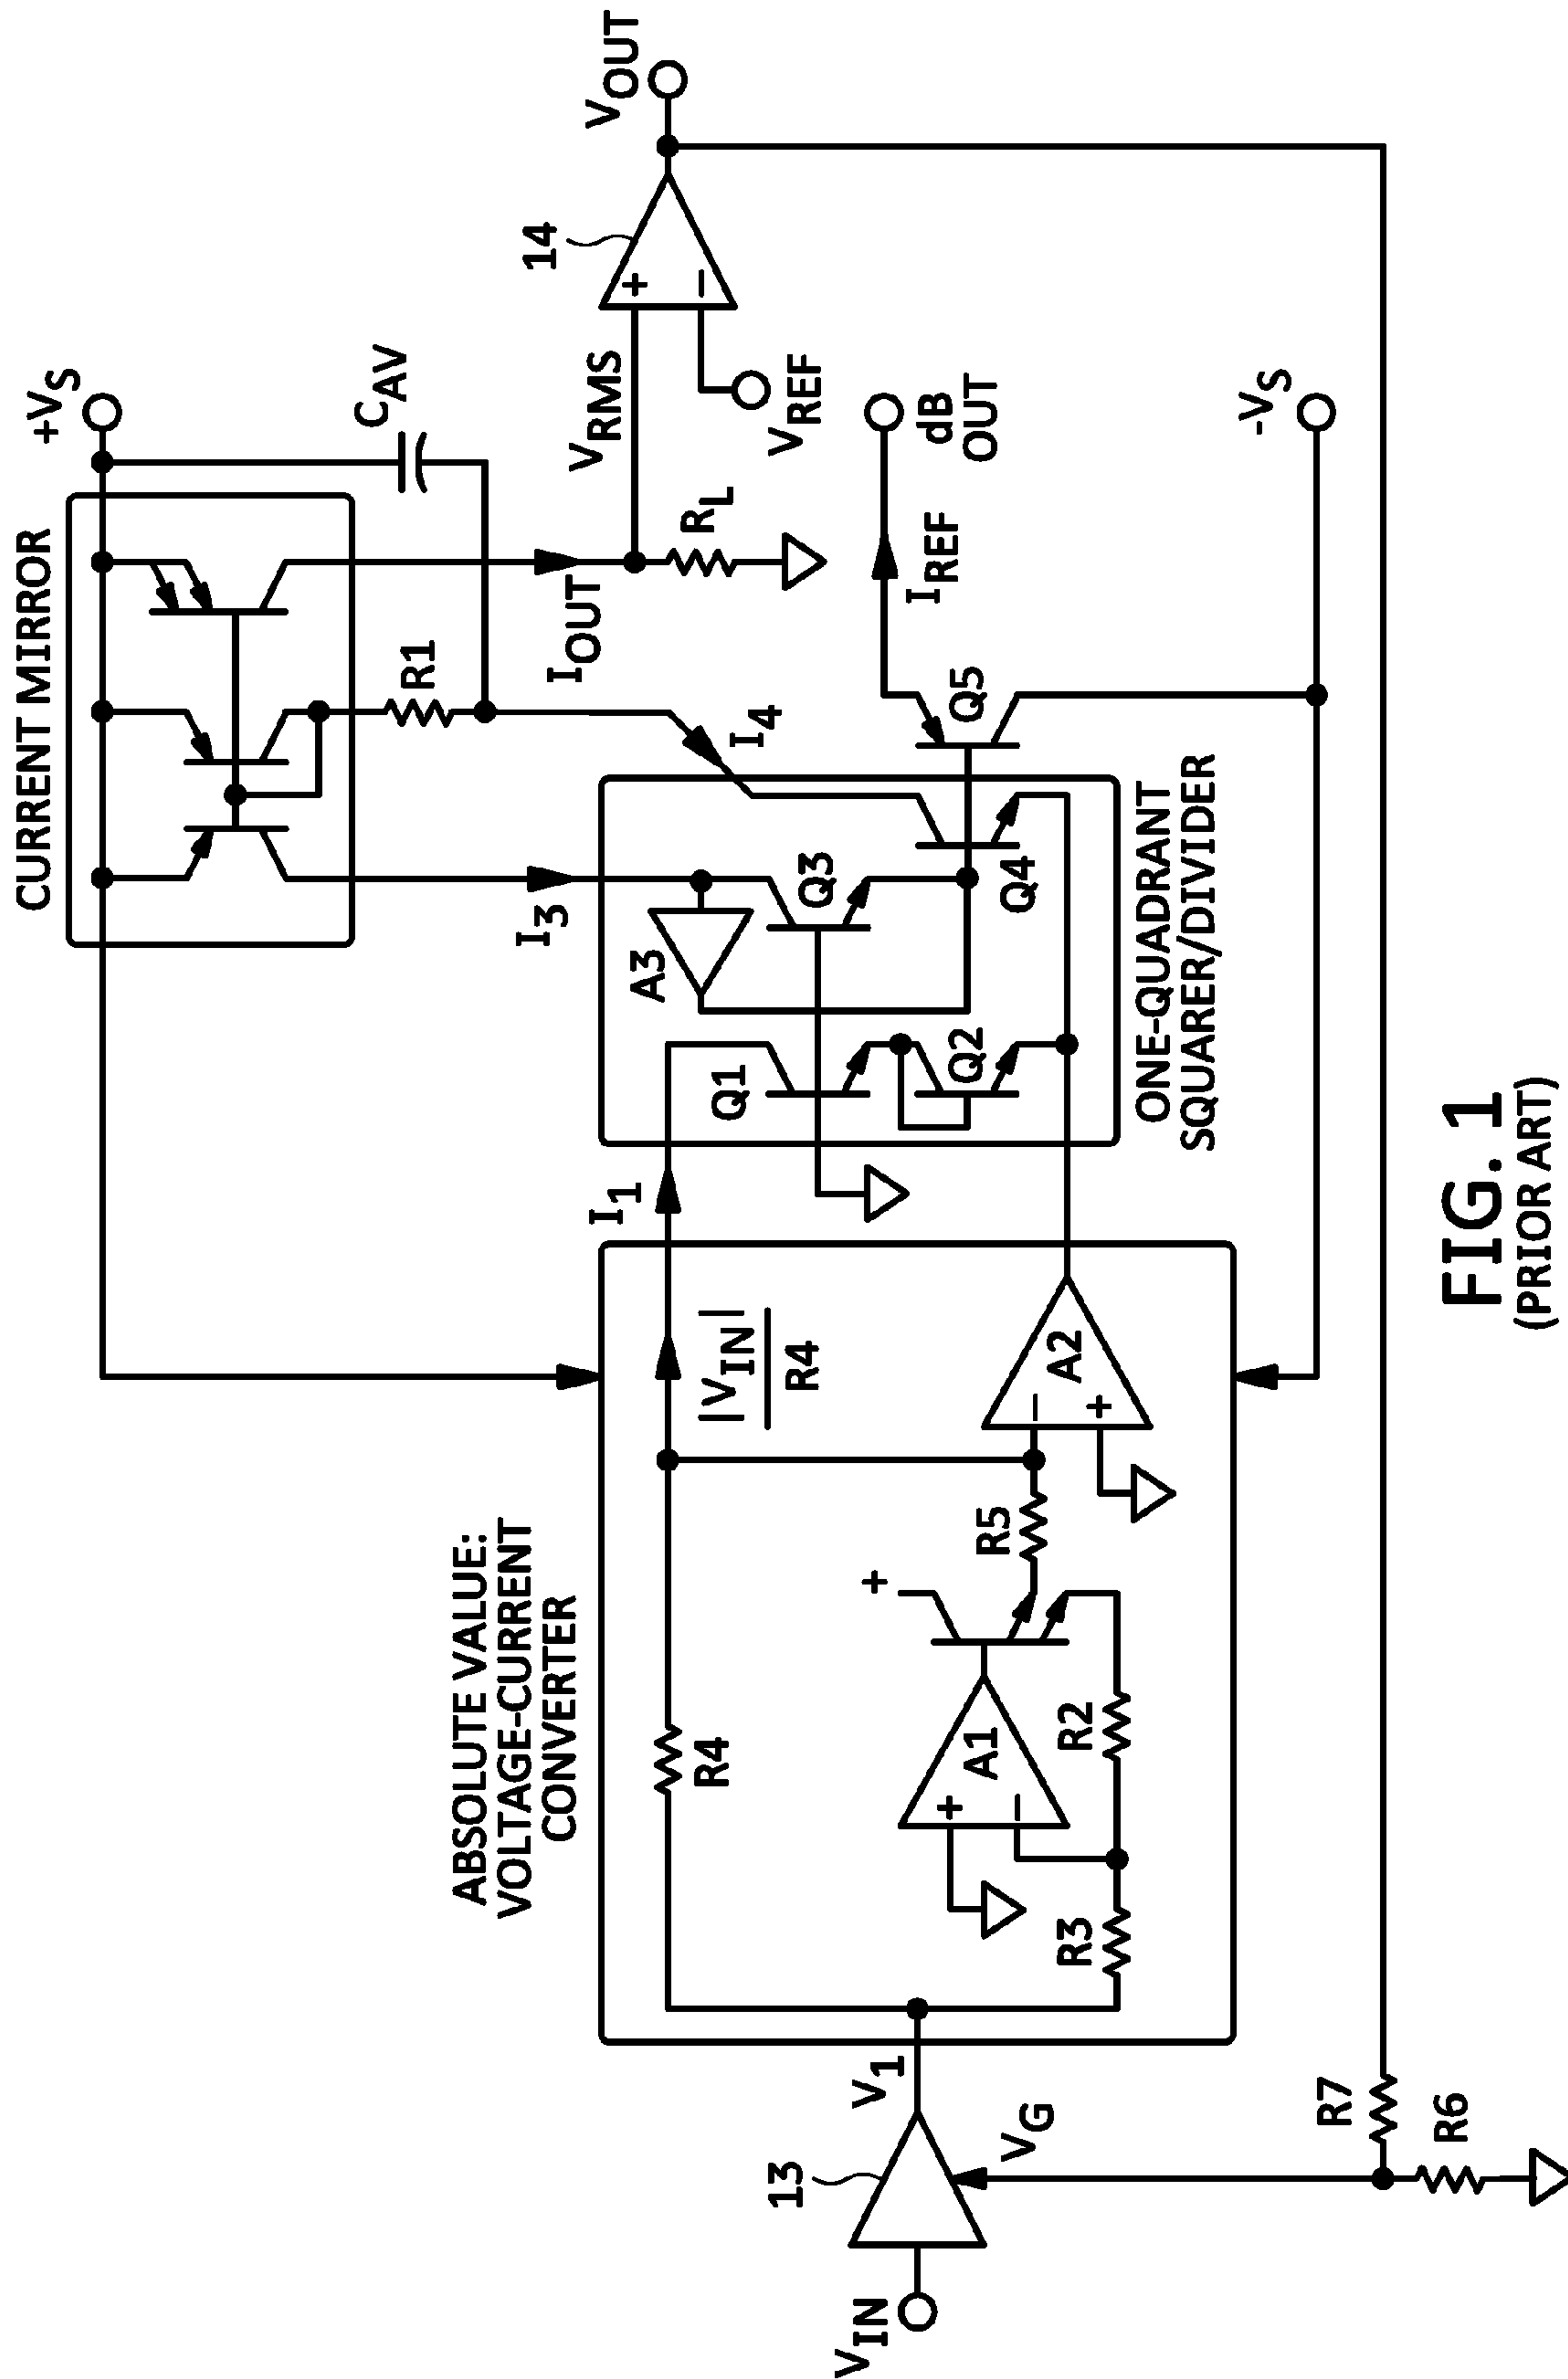 CURRENT MIRROR
+VS
CAV
R1
ABSOLUTE VALUE:
VOLTAGE-CURRENT
CONVERTER
I1
I3
IOUT
VRMS
14
VOUT
+
−
RL
VREF
R4
|VIN|
R4
Q1
A3
Q3
I4
13
V1
VIN
+
A1
+
−
R5
A2
−
+
Q2
Q4
Q5
IREF
dB
OUT
R3
R2
VG
ONE-QUADRANT
SQUARER/DIVIDER
-VS
R7
R6
FIG. 1
(PRIOR ART)